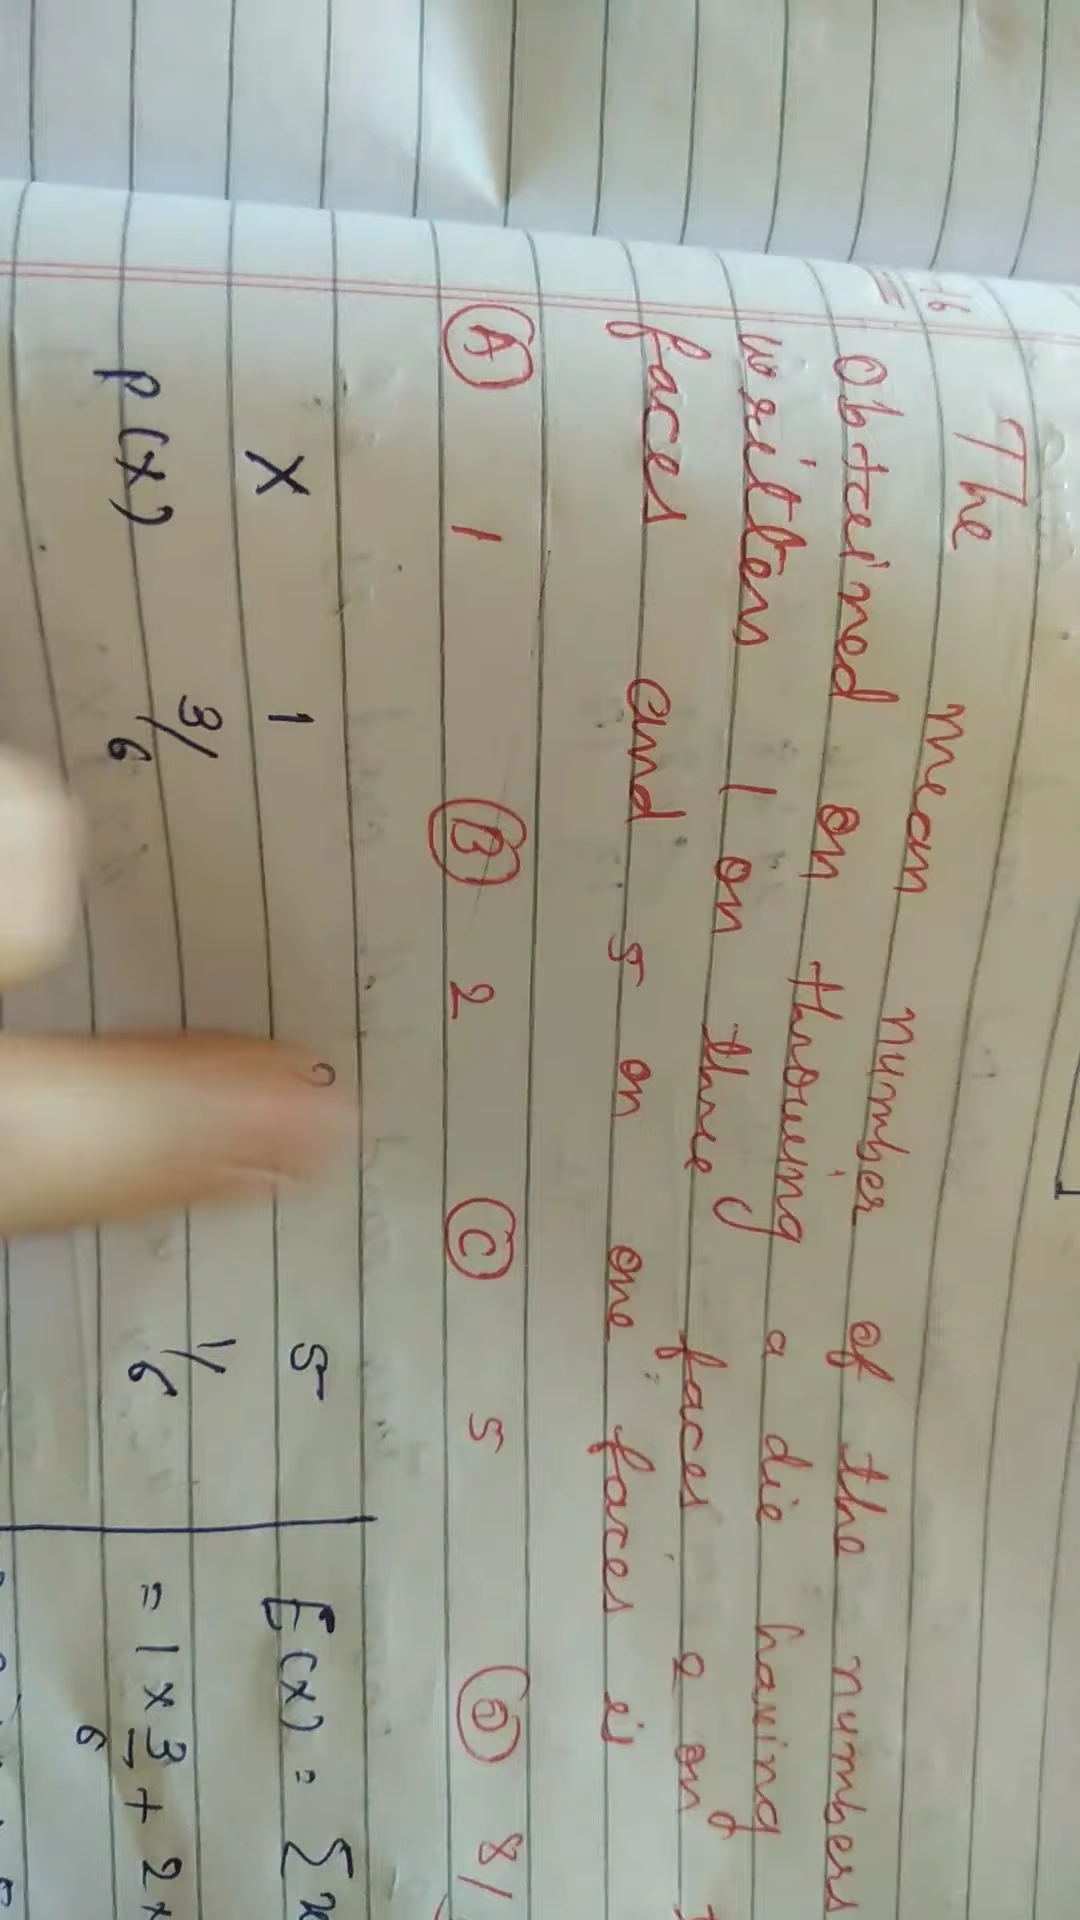 16 The mean number of the numbers
obtained on throwing a die having
written 1 on three faces 2 on
faces and 5 on one faces is
(A) 1 (B) 2 (C) 5 (D) 8/
X 1 2 5
P(X) 3/6 1/6
E(x) = Σx
= 1 × 3/6 + 2×